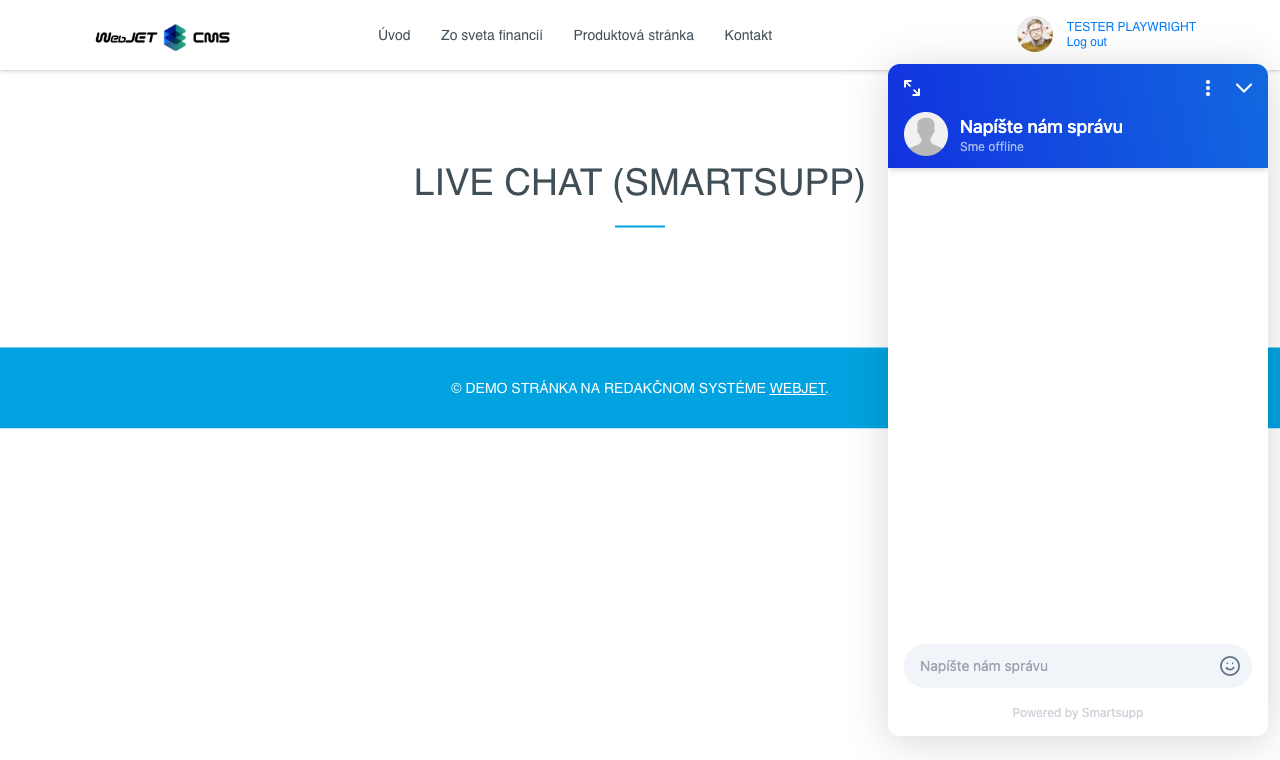 WebJET CMS
Úvod
Zo sveta financií
Produktová stránka
Kontakt
TESTER PLAYWRIGHT
Log out
LIVE CHAT (SMARTSUPP)
© DEMO STRÁNKA NA REDAKČNOM SYSTÉME WEBJET.
Napíšte nám správu
Sme offline
Napíšte nám správu
Powered by Smartsupp